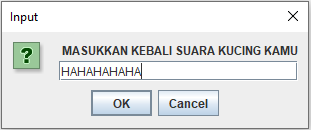 Input
MASUKKAN KEBALI SUARA KUCING KAMU
HAHAHAHAHA
OK Cancel